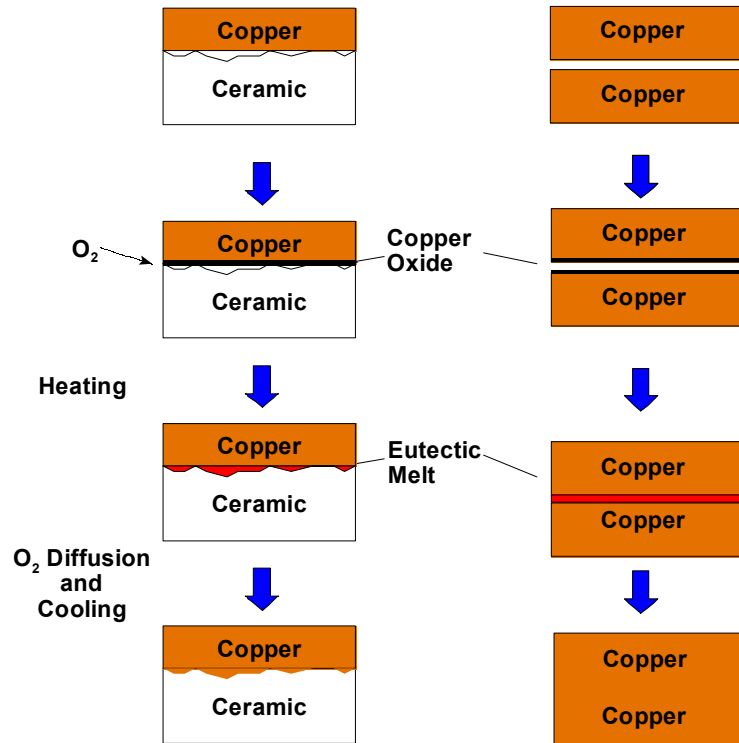 Copper
Ceramic
Copper
Copper
O₂
Copper
Ceramic
Copper
Oxide
Copper
Copper
Heating
Copper
Ceramic
Eutectic
Melt
Copper
Copper
O₂ Diffusion
and
Cooling
Copper
Ceramic
Copper
Copper